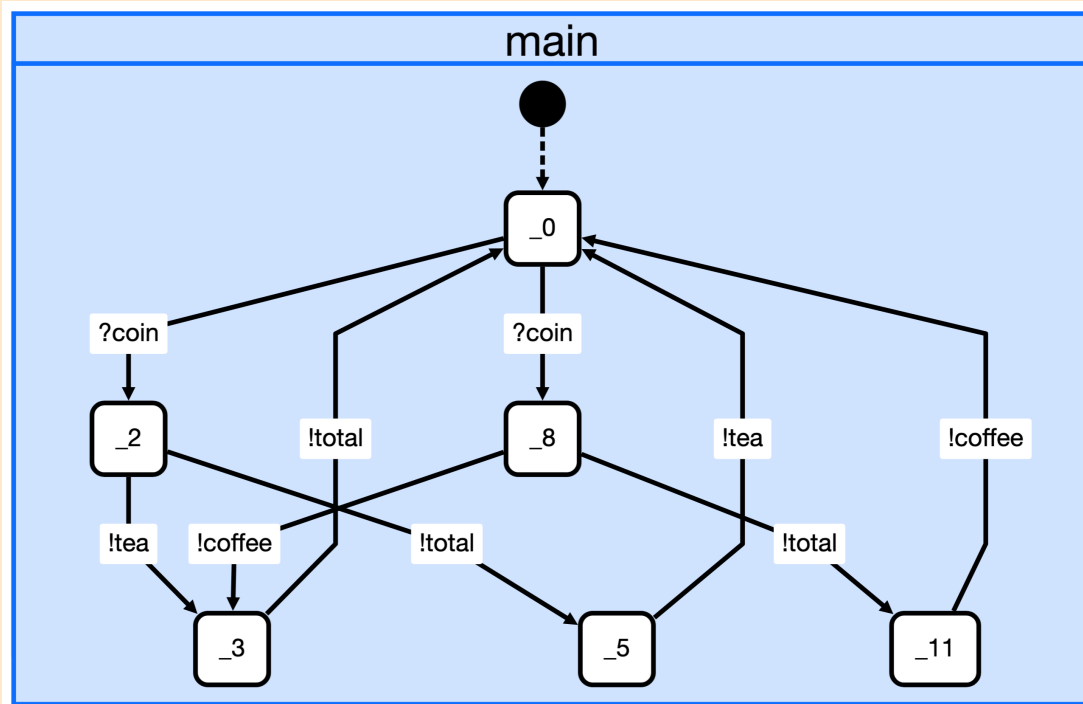 main
_0
?coin
?coin
_2
!total
_8
!tea
!coffee
!tea
!coffee
!total
!total
_3
_5
_11